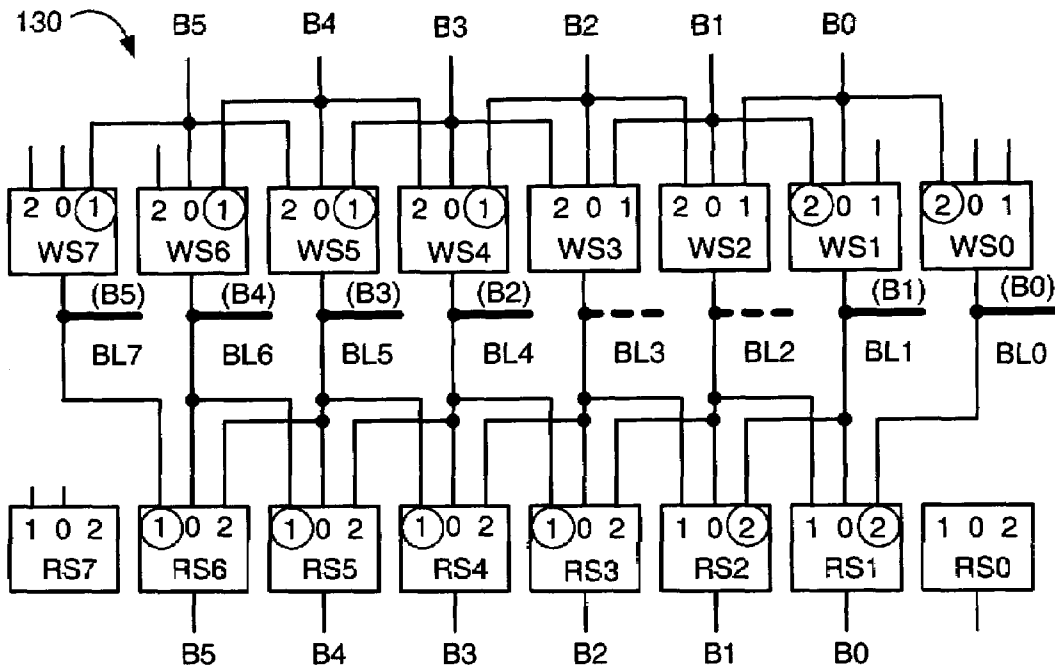 130
B5 B4 B3 B2 B1 B0
2 0 1 2 0 1 2 0 1 2 0 1 2 0 1 2 0 1 2 0 1 2 0 1
WS7 WS6 WS5 WS4 WS3 WS2 WS1 WS0
(B5) (B4) (B3) (B2) (B1) (B0)
BL7 BL6 BL5 BL4 BL3 BL2 BL1 BL0
1 0 2 1 0 2 1 0 2 1 0 2 1 0 2 1 0 2 1 0 2 1 0 2
RS7 RS6 RS5 RS4 RS3 RS2 RS1 RS0
B5 B4 B3 B2 B1 B0